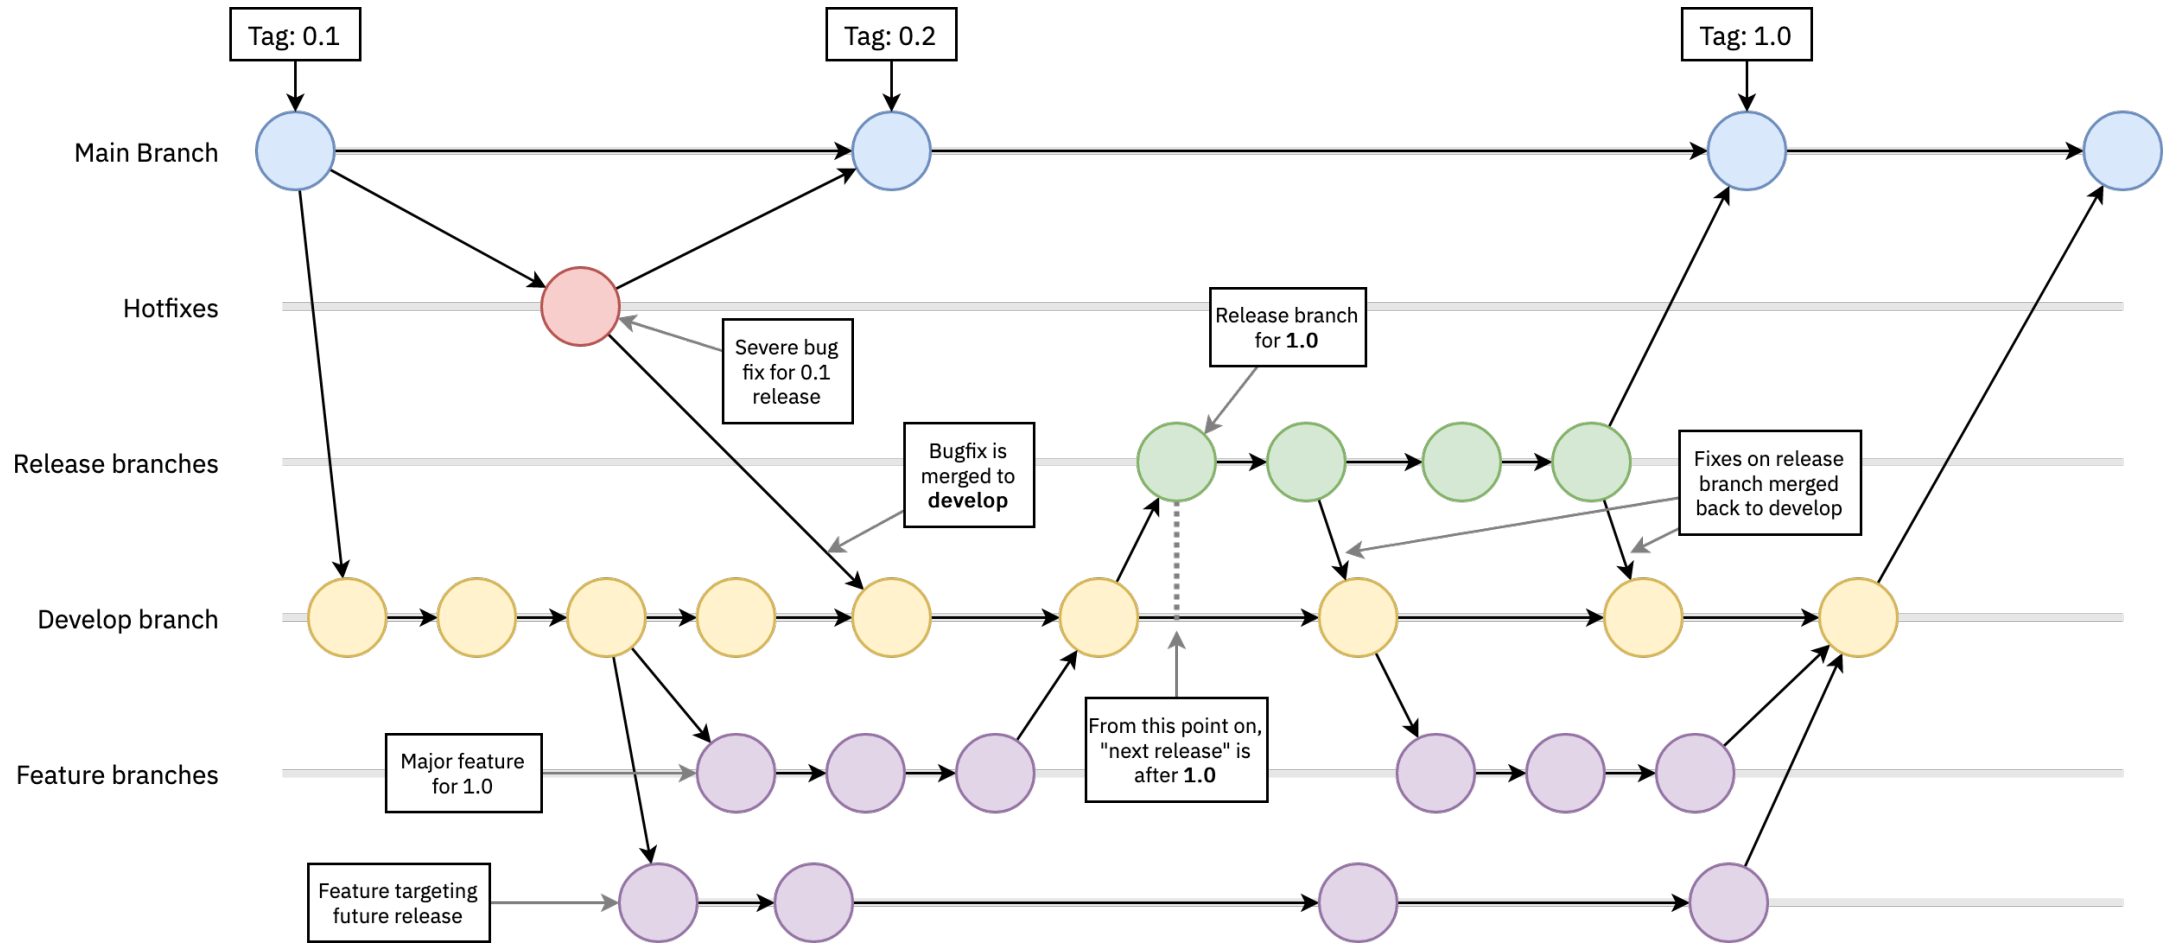 Tag: 0.1
Tag: 0.2
Tag: 1.0
Main Branch
Hotfixes
Release branch
for 1.0
Severe bug
fix for 0.1
release
Release branches
Bugfix is
merged to
develop
Fixes on release
branch merged
back to develop
Develop branch
Feature branches
Major feature
for 1.0
From this point on,
"next release" is
after 1.0
Feature targeting
future release